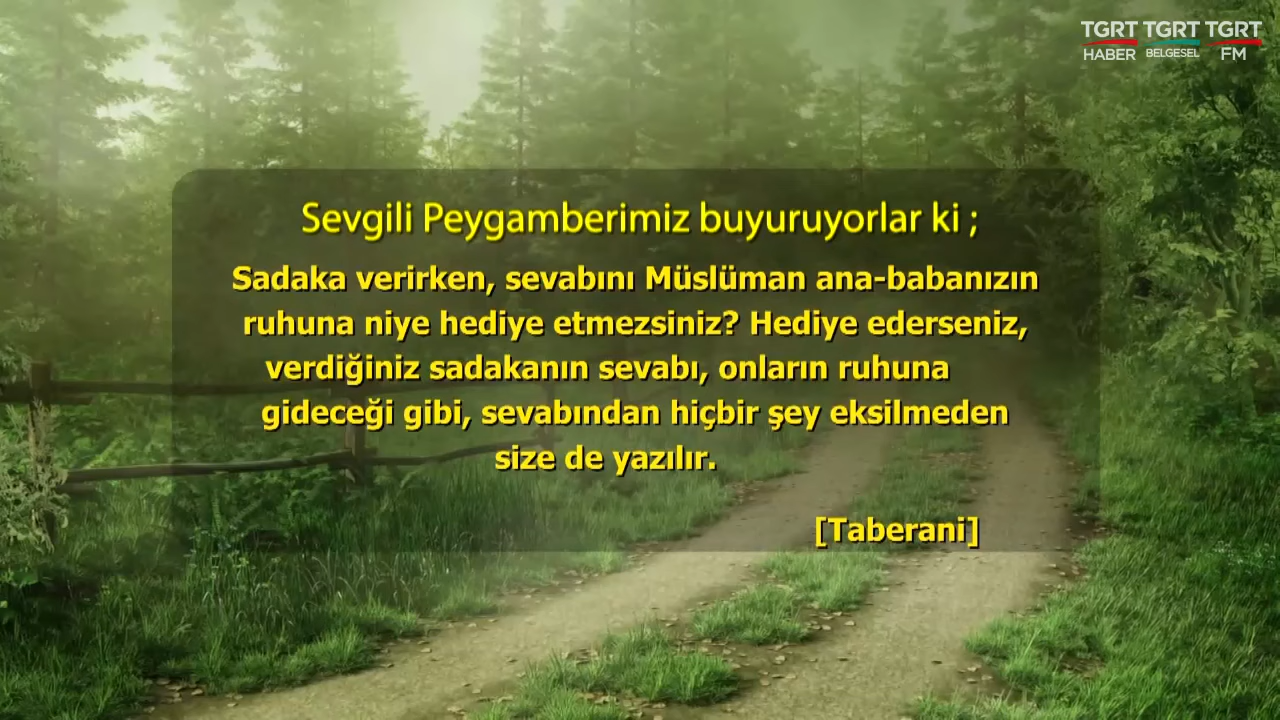 TGRT TGRT TGRT
HABER BELGESEL FM
Sevgili Peygamberimiz buyuruyorlar ki ;
Sadaka verirken, sevabını Müslüman ana-babanızın
ruhuna niye hediye etmezsiniz? Hediye ederseniz,
verdiğiniz sadakanın sevabı, onların ruhuna
gideceği gibi, sevabından hiçbir şey eksilmeden
size de yazılır.
[Taberani]